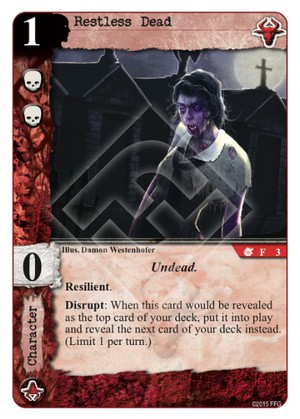 1
Restless Dead
Illus. Damon Westenhofer
F 3
0
Undead.
Resilient.
Disrupt: When this card would be revealed
as the top card of your deck, put it into play
and reveal the next card of your deck instead.
(Limit 1 per turn.)
Character
©2015 FFG